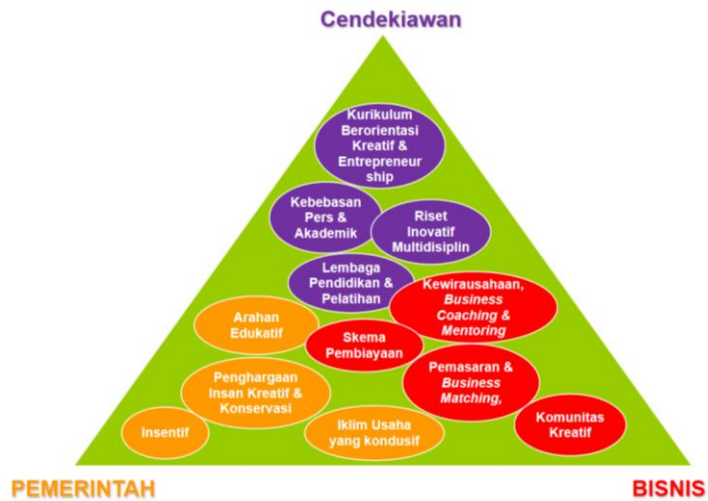 Cendekiawan
Kurikulum
Berorientasi
Kreatif &
Entrepreneur
ship
Kebebasan
Pers &
Akademik
Riset
Inovatif
Multidisiplin
Lembaga
Pendidikan &
Pelatihan
Kewirausahaan,
Business
Coaching &
Mentoring
Arahan
Edukatif
Skema
Pembiayaan
Penghargaan
Insan Kreatif &
Konservasi
Pemasaran &
Business
Matching,
Insentif
Iklim Usaha
yang kondusif
Komunitas
Kreatif
PEMERINTAH
BISNIS